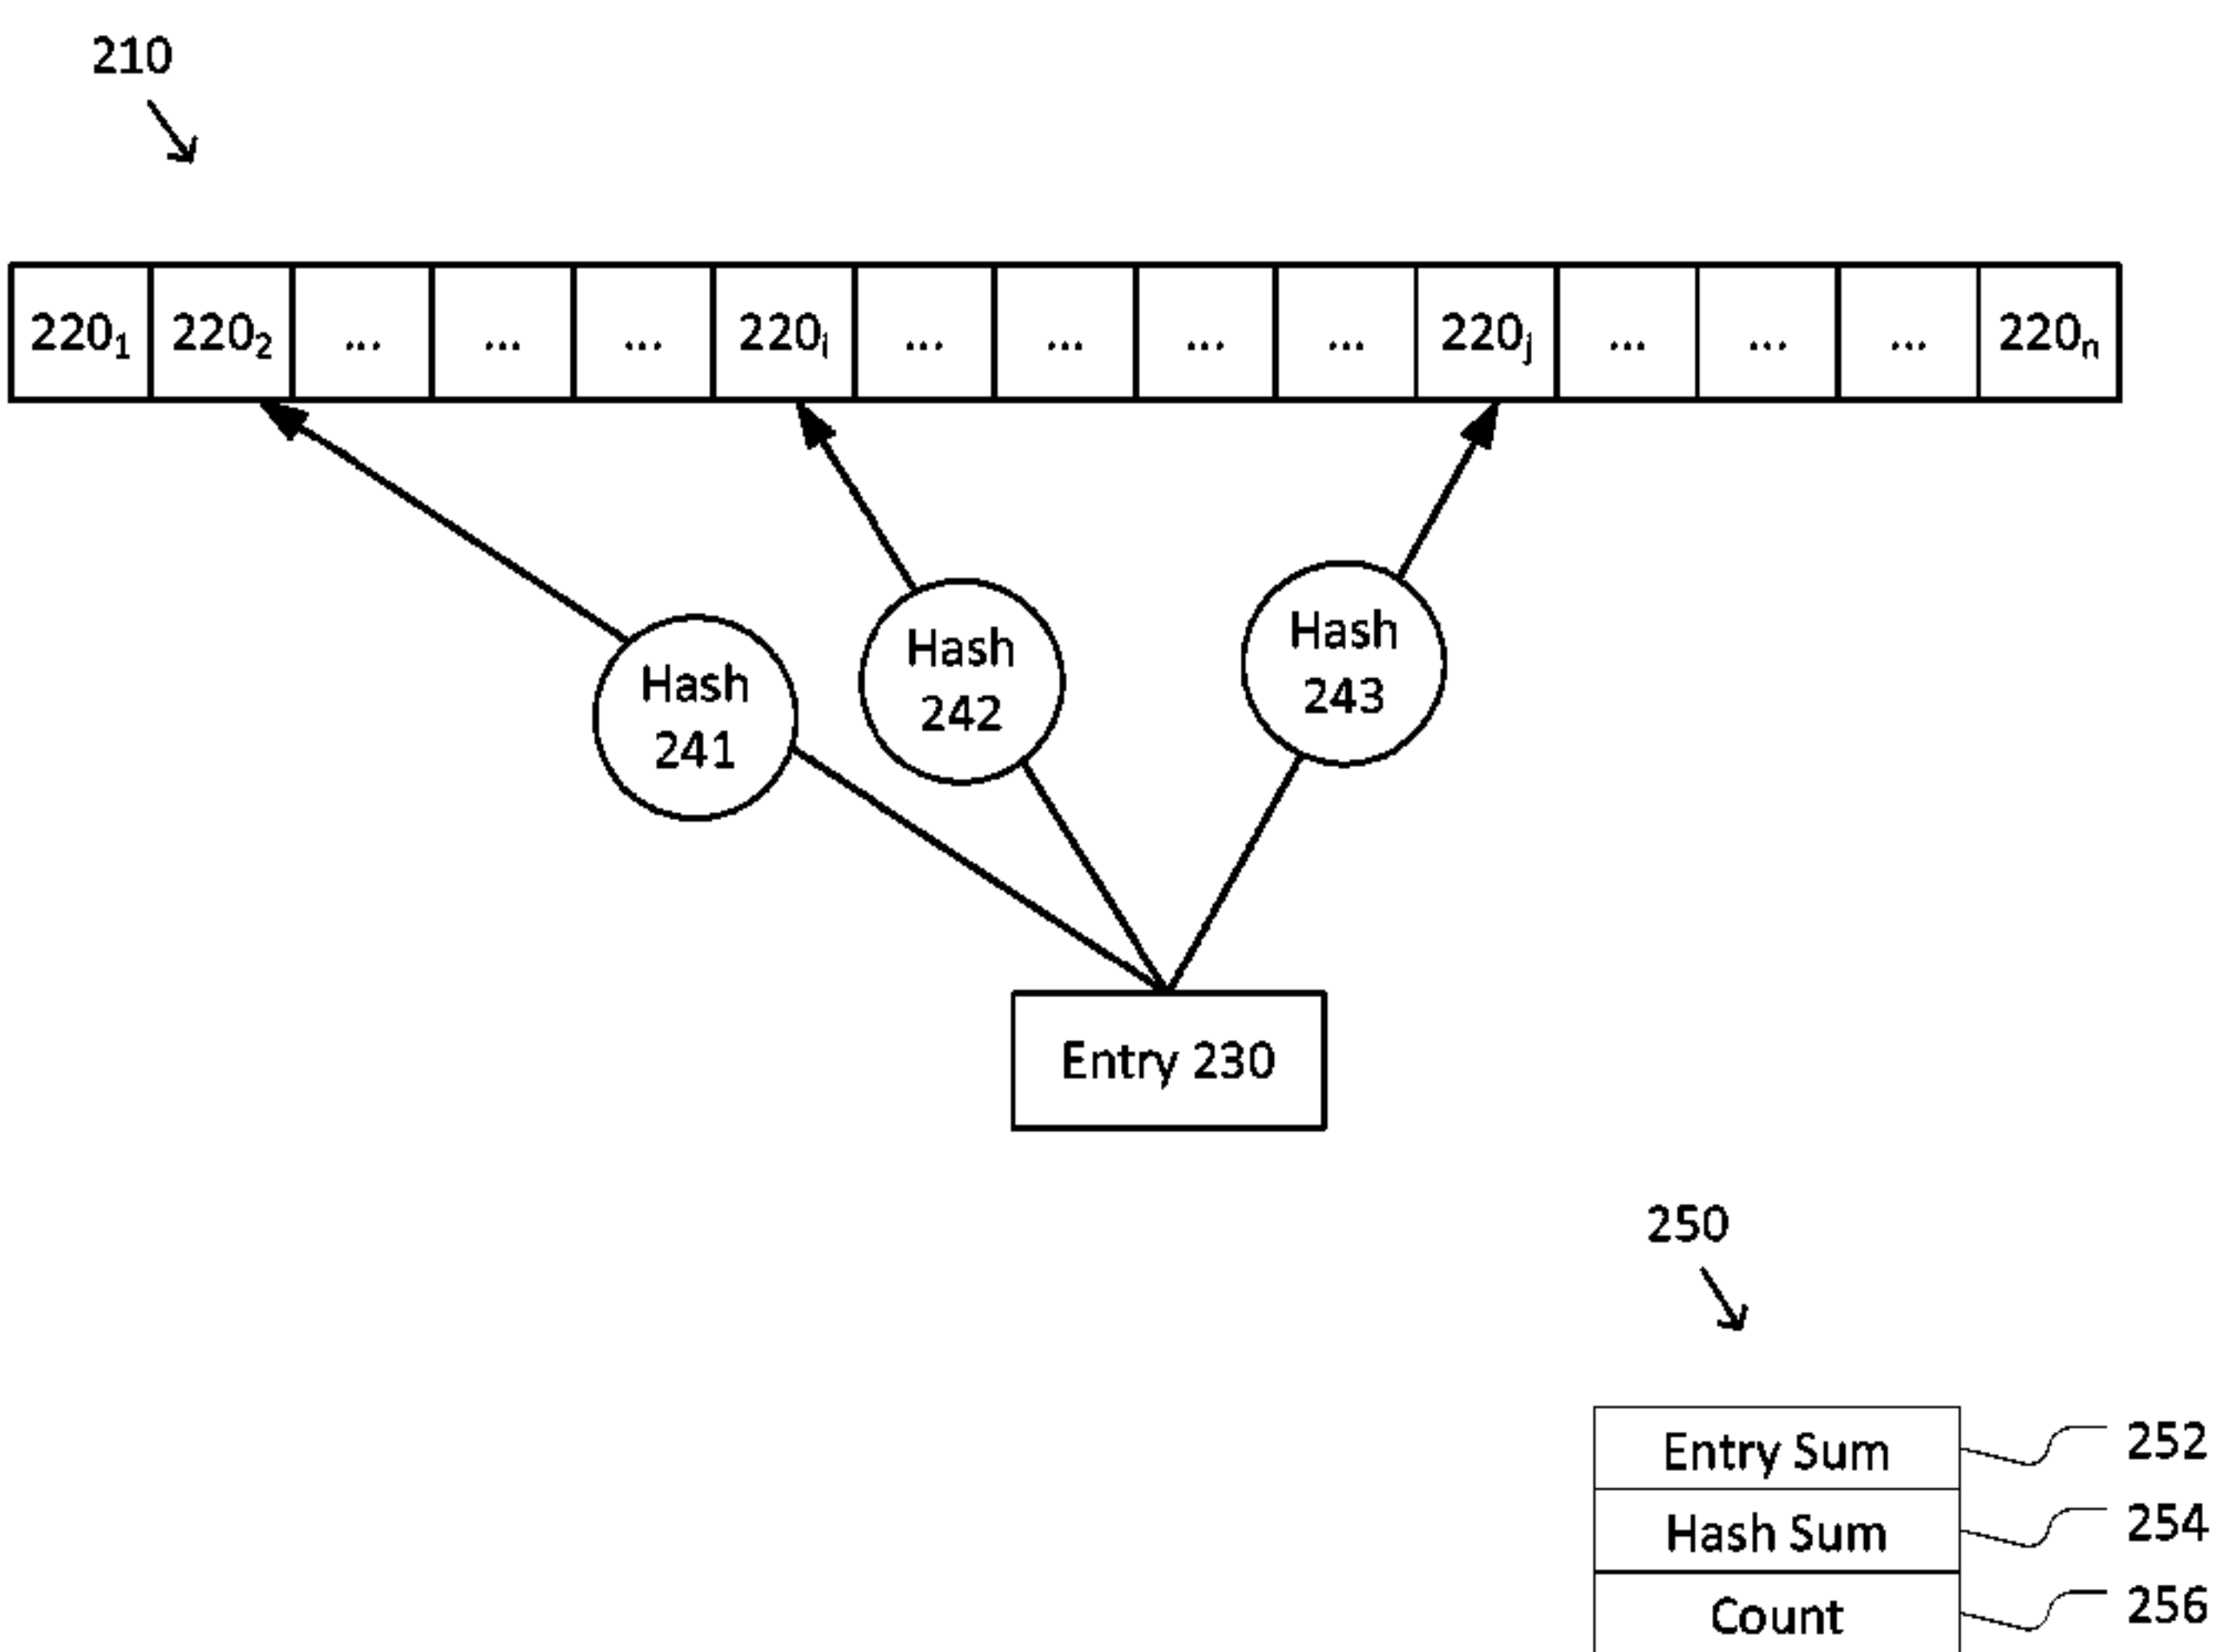 210
220₁ 220₂ ... ... ... 220ᵢ ... ... ... ... 220ⱼ ... ... ... 220ₙ
Hash
241
Hash
242
Hash
243
Entry 230
250
Entry Sum 252
Hash Sum 254
Count 256